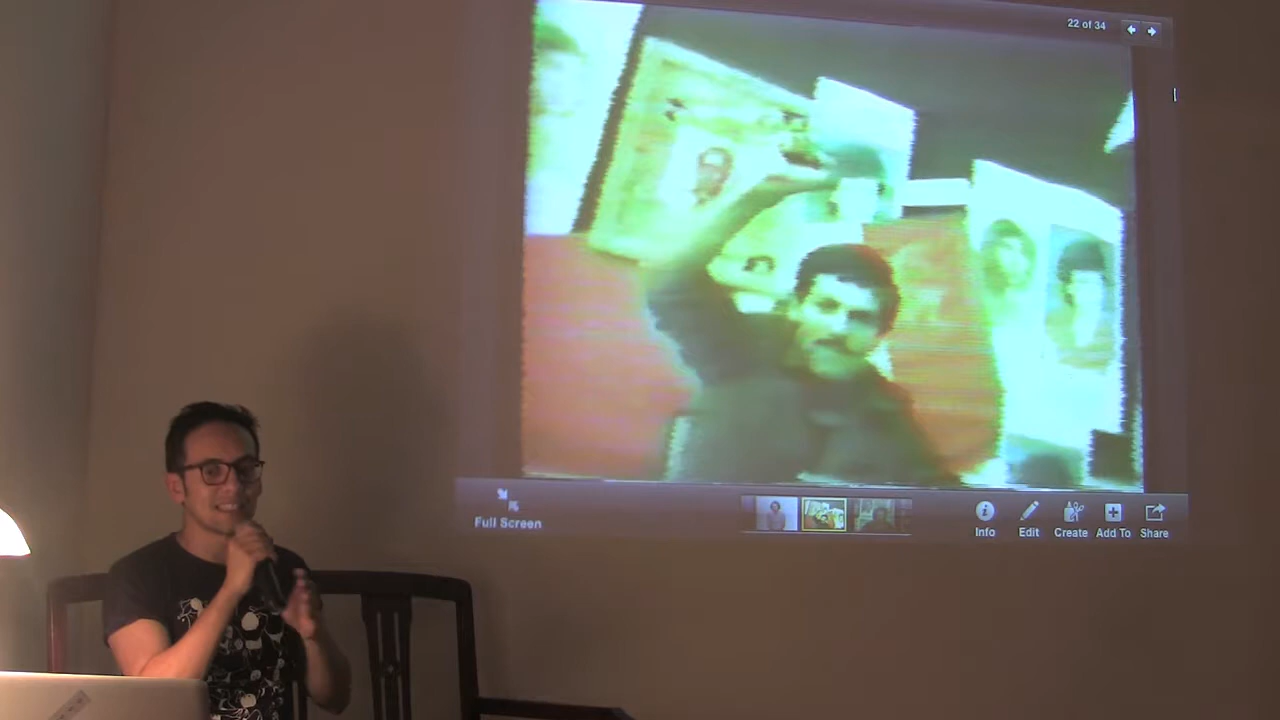 22 of 34
Full Screen
Info
Edit
Create
Add To
Share